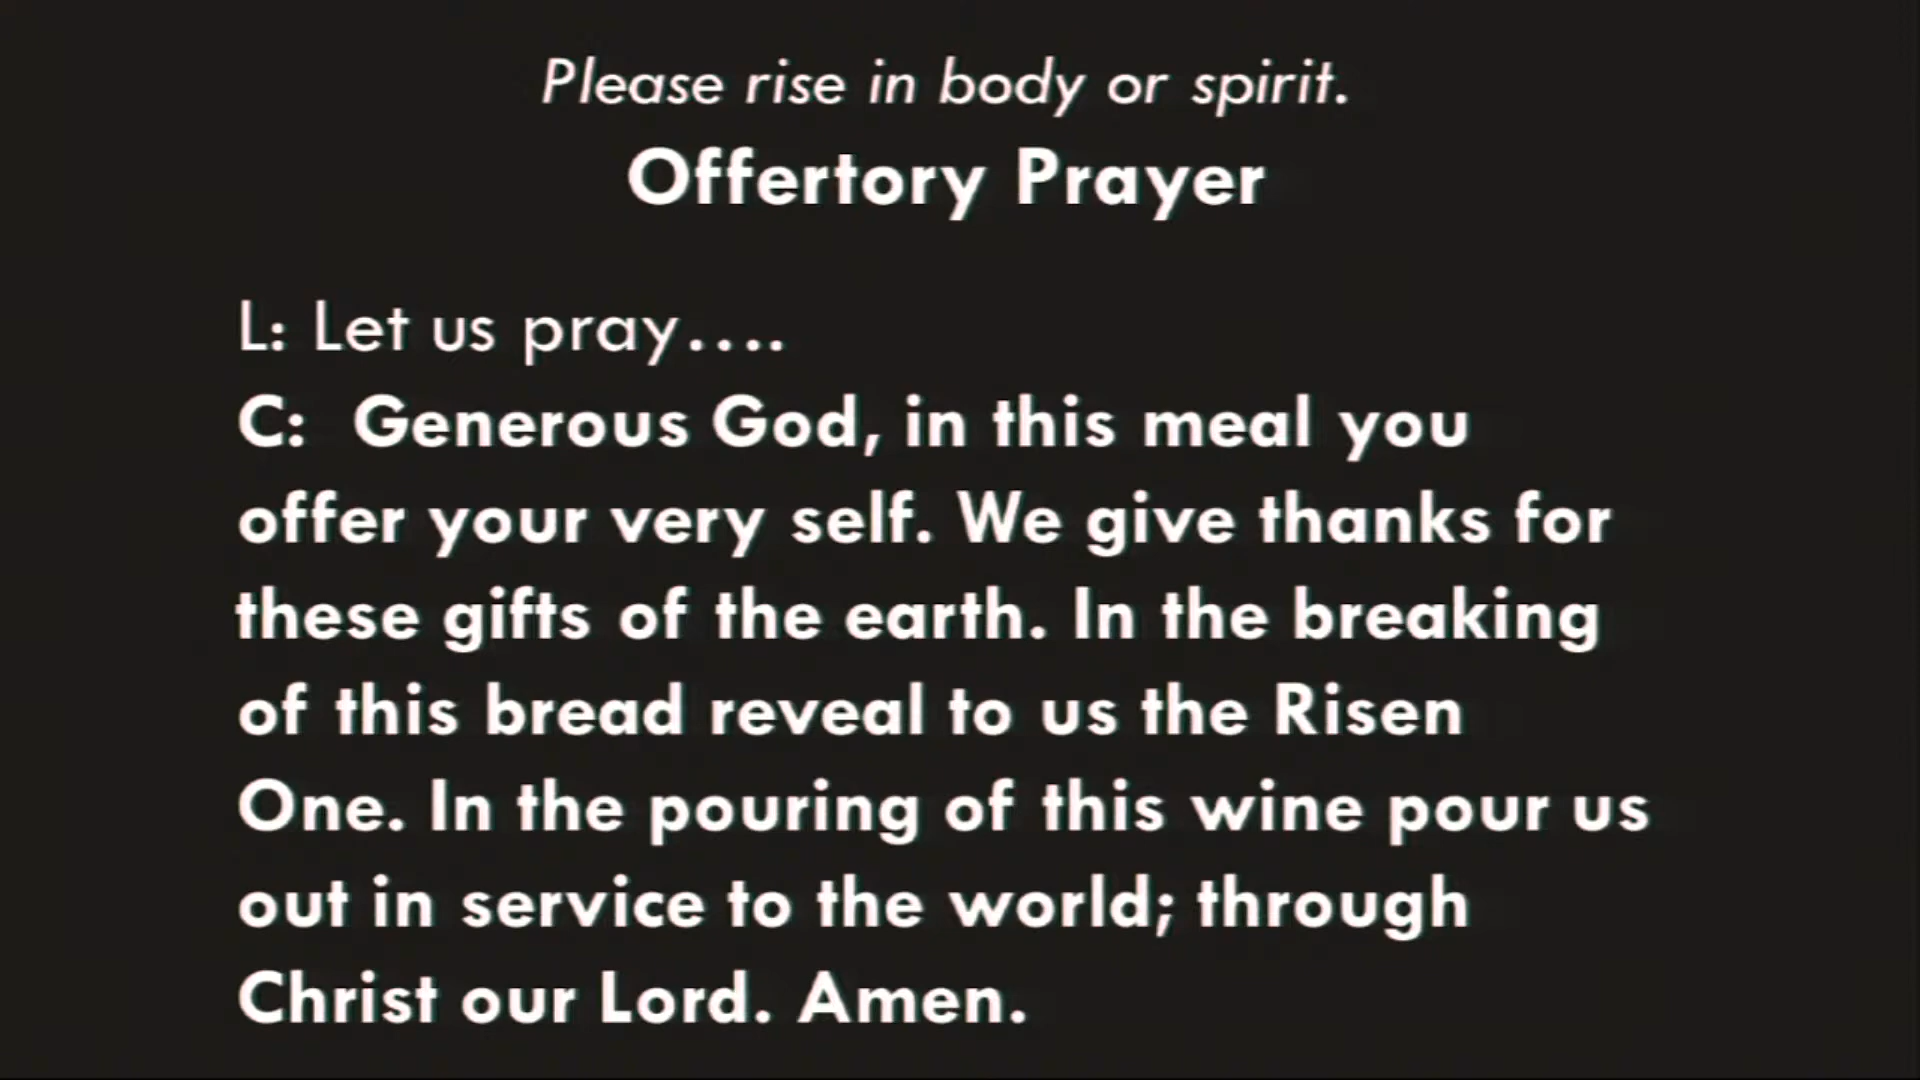 Please rise in body or spirit.
Offertory Prayer
L: Let us pray....
C:  Generous God, in this meal you
offer your very self. We give thanks for
these gifts of the earth. In the breaking
of this bread reveal to us the Risen
One. In the pouring of this wine pour us
out in service to the world; through
Christ our Lord. Amen.